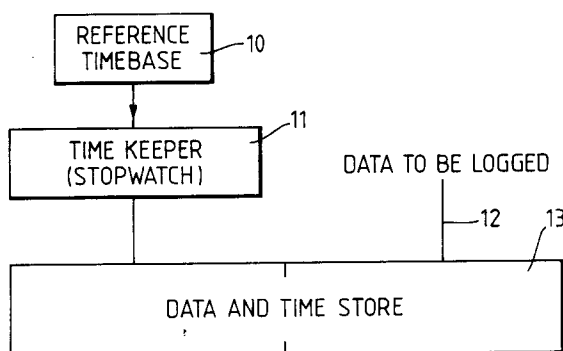 REFERENCE
TIMEBASE
10
TIME KEEPER
(STOPWATCH)
11
DATA TO BE LOGGED
12
13
DATA AND TIME STORE